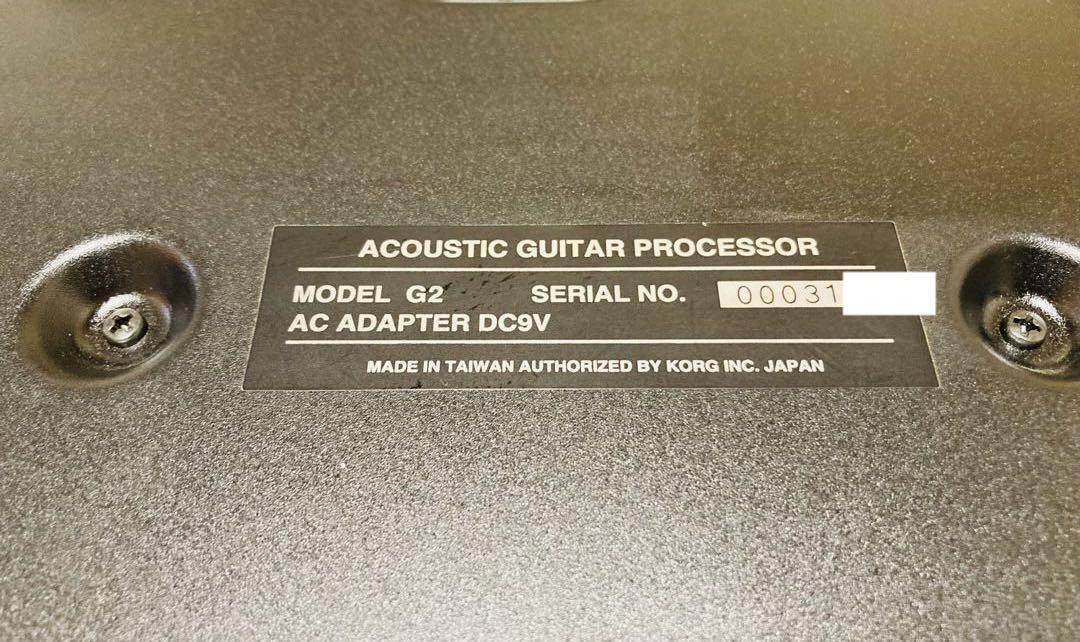 ACOUSTIC GUITAR PROCESSOR
MODEL G2 SERIAL NO. 00031
AC ADAPTER DC9V
MADE IN TAIWAN AUTHORIZED BY KORG INC. JAPAN